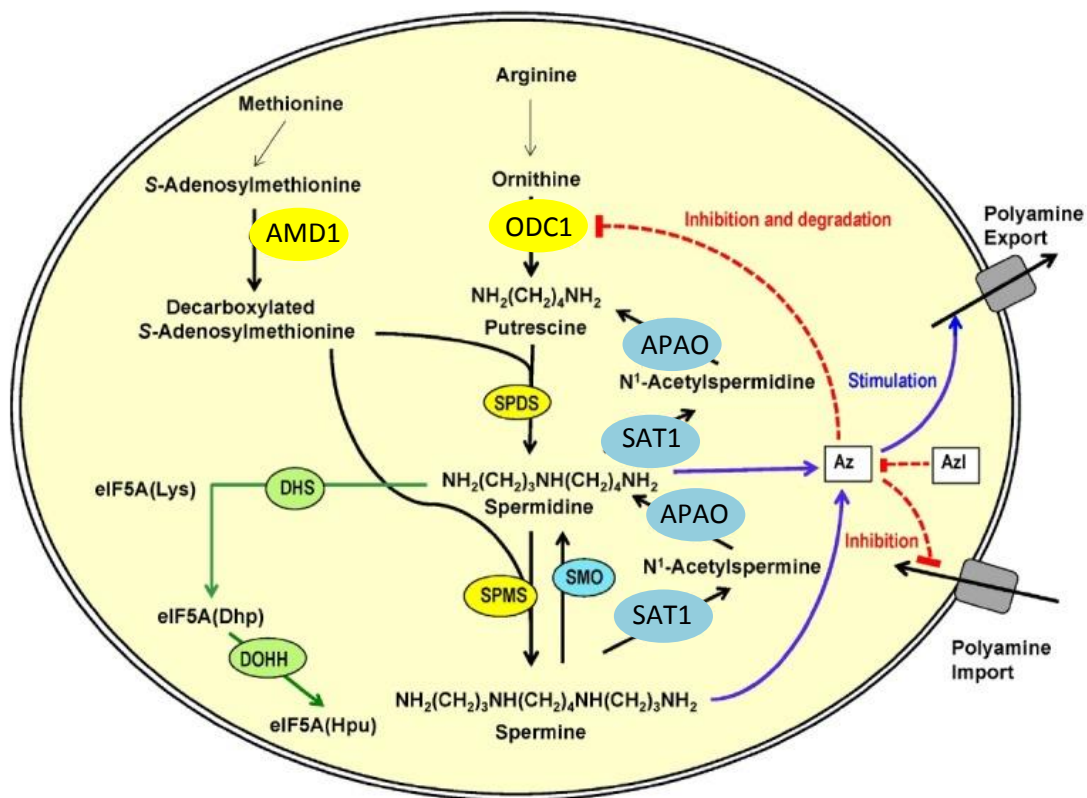 Arginine
Methionine
S-Adenosylmethionine
Ornithine
AMD1
ODC1
Inhibition and degradation
Polyamine
Export
Decarboxylated
S-Adenosylmethionine
NH₂(CH₂)₄NH₂
Putrescine
APAO
N¹-Acetylspermidine
Stimulation
SPDS
SAT1
Az
AzI
eIF5A(Lys)
DHS
NH₂(CH₂)₃NH(CH₂)₄NH₂
Spermidine
APAO
Inhibition
SPMS
SMO
N¹-Acetylspermine
SAT1
eIF5A(Dhp)
DOHH
Polyamine
Import
NH₂(CH₂)₃NH(CH₂)₄NH(CH₂)₃NH₂
Spermine
eIF5A(Hpu)